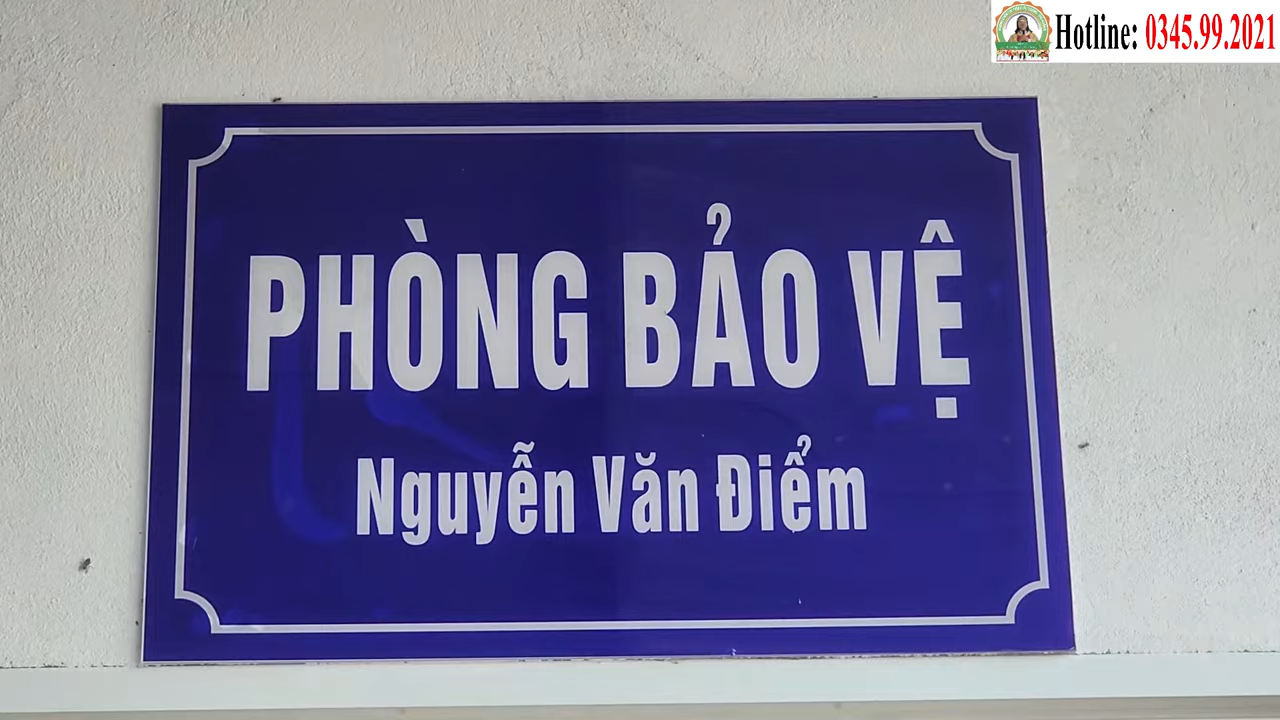 Hotline: 0345.99.2021
PHÒNG BẢO VỆ
Nguyễn Văn Điểm